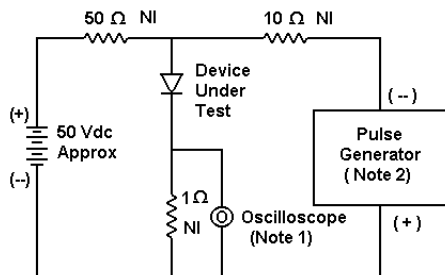 50 Ω NI
10 Ω NI
Device
Under
Test
(+)
50 Vdc
Approx
(--)
(--)
Pulse
Generator
(Note 2)
(+)
1Ω
NI
Oscilloscope
(Note 1)